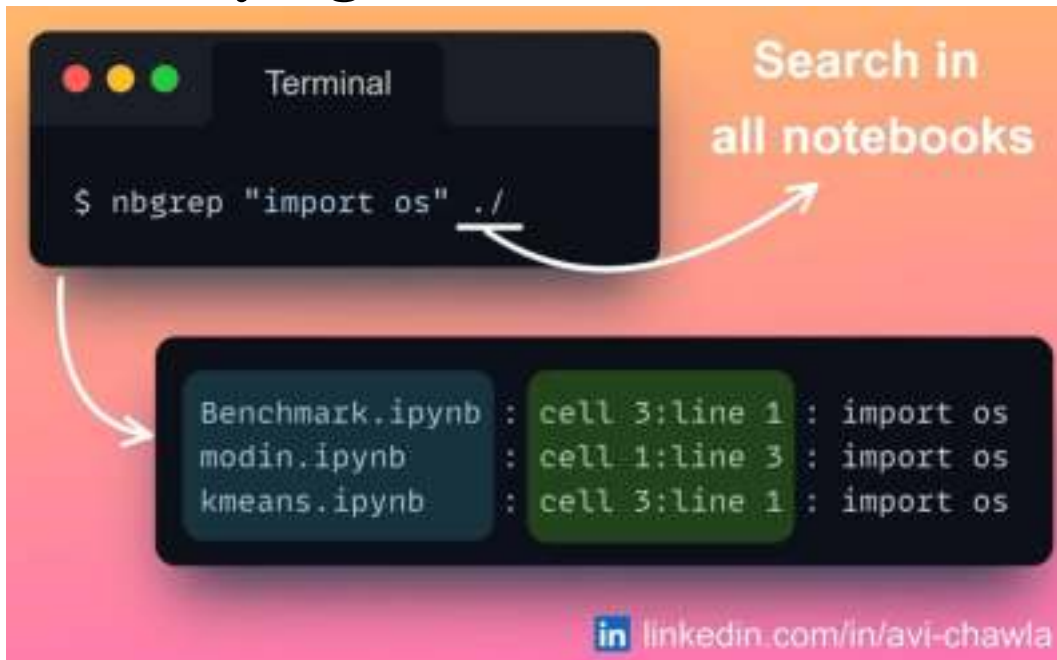 Terminal
Search in
all notebooks
$ nbgrep "import os" ./
Benchmark.ipynb : cell 3:line 1 : import os
modin.ipynb : cell 1:line 3 : import os
kmeans.ipynb : cell 3:line 1 : import os
in linkedin.com/in/avi-chawla